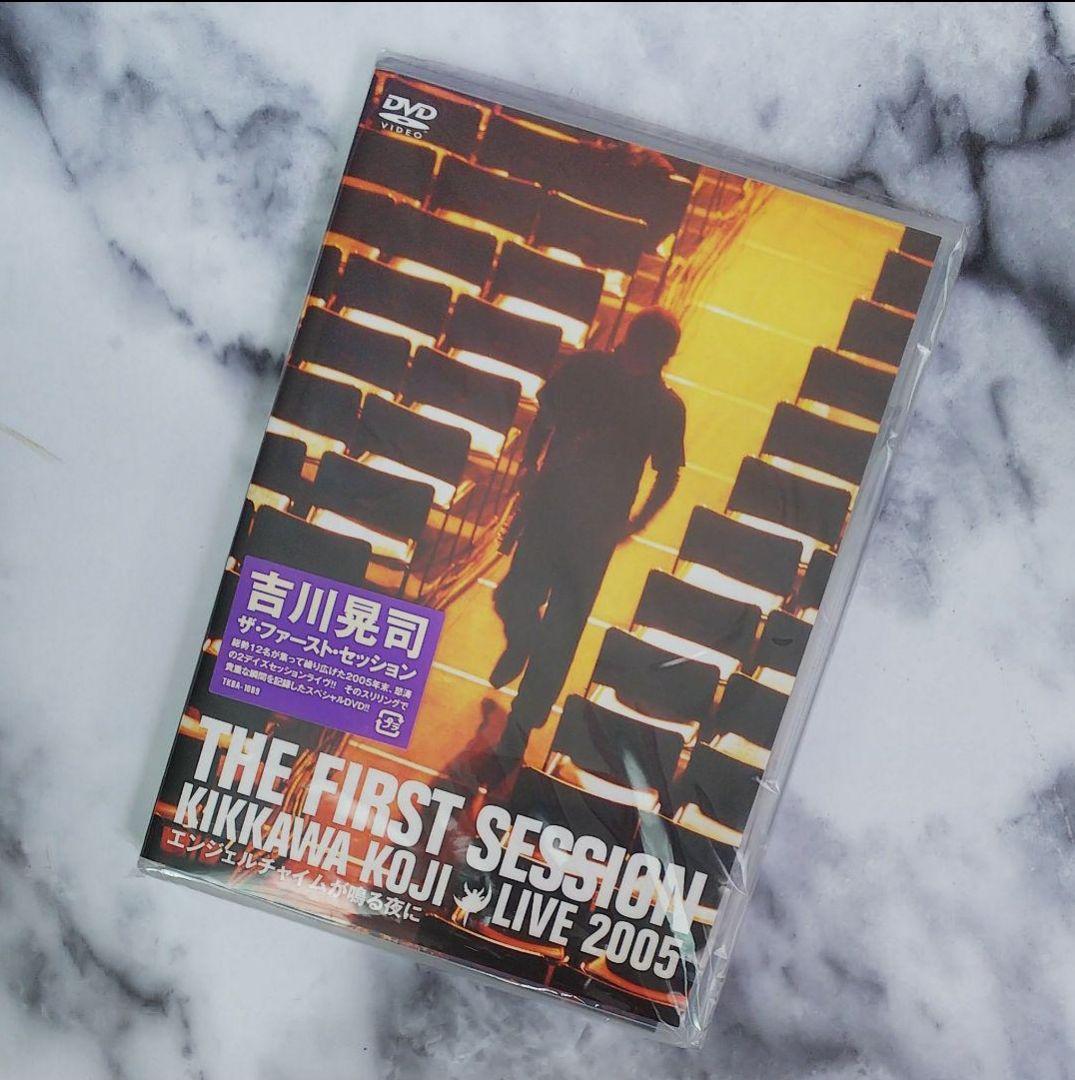 DVD
VIDEO
吉川晃司
ザ・ファースト・セッション
総勢12名が集って繰り広げた2005年末、怒涛
の2デイズセッションライヴ!! そのスリリングで
貴重な瞬間を記録したスペシャルDVD!!
TKBA-1089
プラ
THE FIRST SESSION
KIKKAWA KOJI LIVE 2005
エンジェルチャイムが鳴る夜に